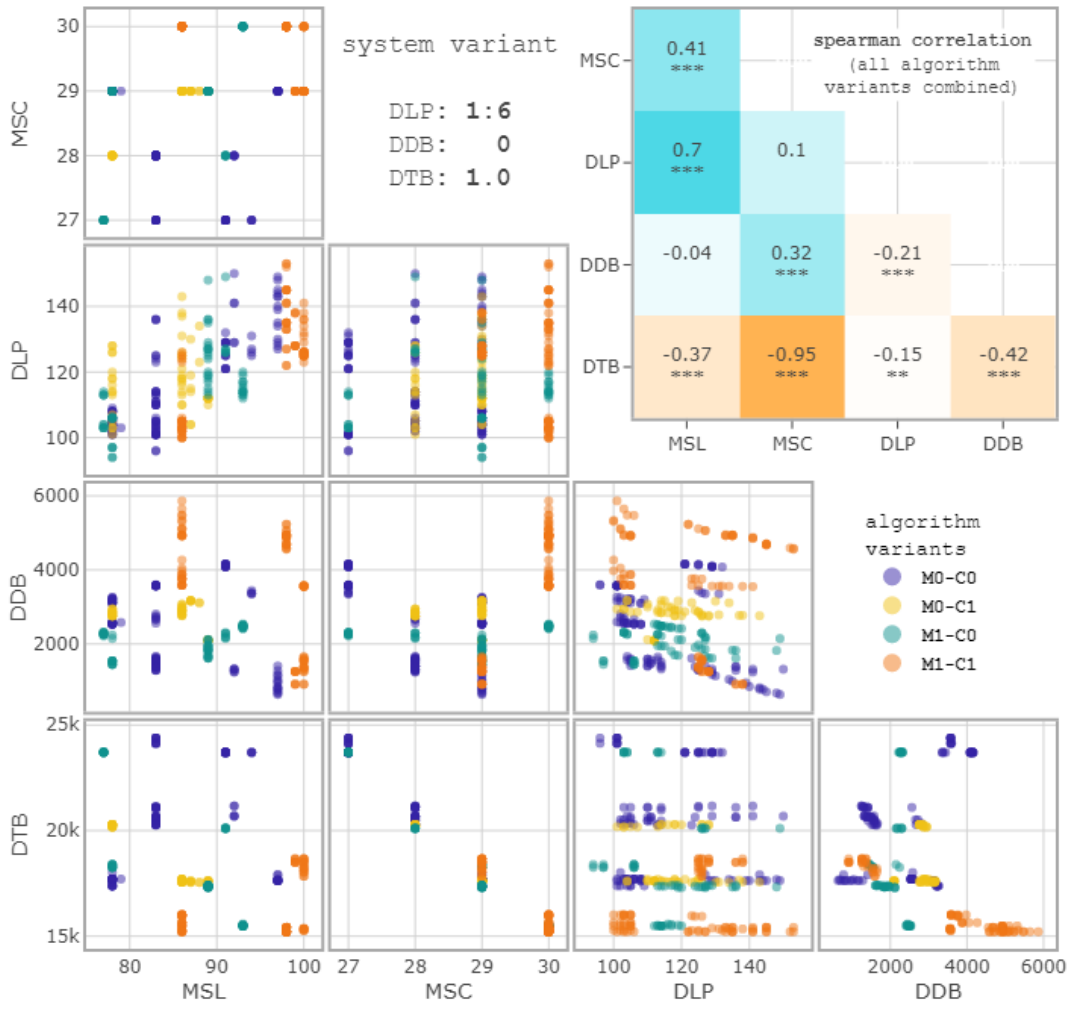 30
29
28
27
MSC
system variant
DLP: 1:6
DDB: 0
DTB: 1.0
spearman correlation
(all algorithm
variants combined)
MSC
0.41
***
DLP
0.7
***
0.1
DDB
-0.04
0.32
***
-0.21
***
DTB
-0.37
***
-0.95
***
-0.15
**
-0.42
***
MSL
MSC
DLP
DDB
140
120
100
DLP
6000
4000
2000
DDB
algorithm
variants
M0-C0
M0-C1
M1-C0
M1-C1
25k
20k
15k
DTB
80
90
100
MSL
27
28
29
30
MSC
100
120
140
DLP
2000
4000
6000
DDB